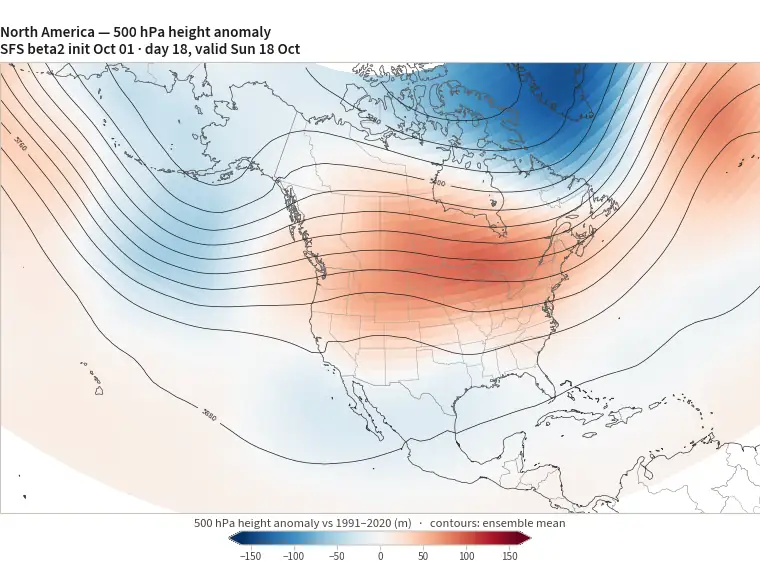 North America — 500 hPa height anomaly
SFS beta2 init Oct 01 · day 18, valid Sun 18 Oct
5760
5400
5880
500 hPa height anomaly vs 1991–2020 (m) · contours: ensemble mean
−150 −100 −50 0 50 100 150